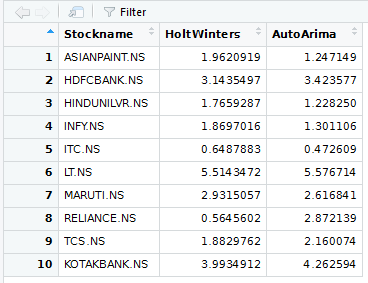 Filter
Stockname HoltWinters AutoArima
1 ASIANPAINT.NS 1.9620919 1.247149
2 HDFCBANK.NS 3.1435497 3.423577
3 HINDUNILVR.NS 1.7659287 1.228250
4 INFY.NS 1.8697016 1.301106
5 ITC.NS 0.6487883 0.472609
6 LT.NS 5.5143472 5.576714
7 MARUTI.NS 2.9315057 2.616841
8 RELIANCE.NS 0.5645602 2.872139
9 TCS.NS 1.8829762 2.160074
10 KOTAKBANK.NS 3.9934912 4.262594